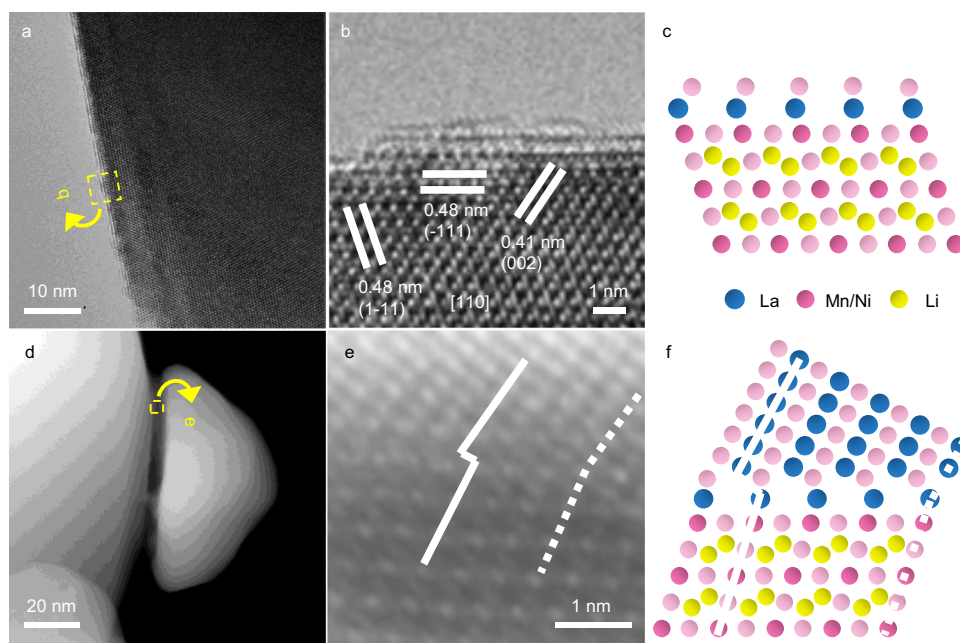 a
b
10 nm
b
0.48 nm
(-111)
0.41 nm
(002)
0.48 nm
(1-11)
[110]
1 nm
c
La
Mn/Ni
Li
d
e
20 nm
e
1 nm
f